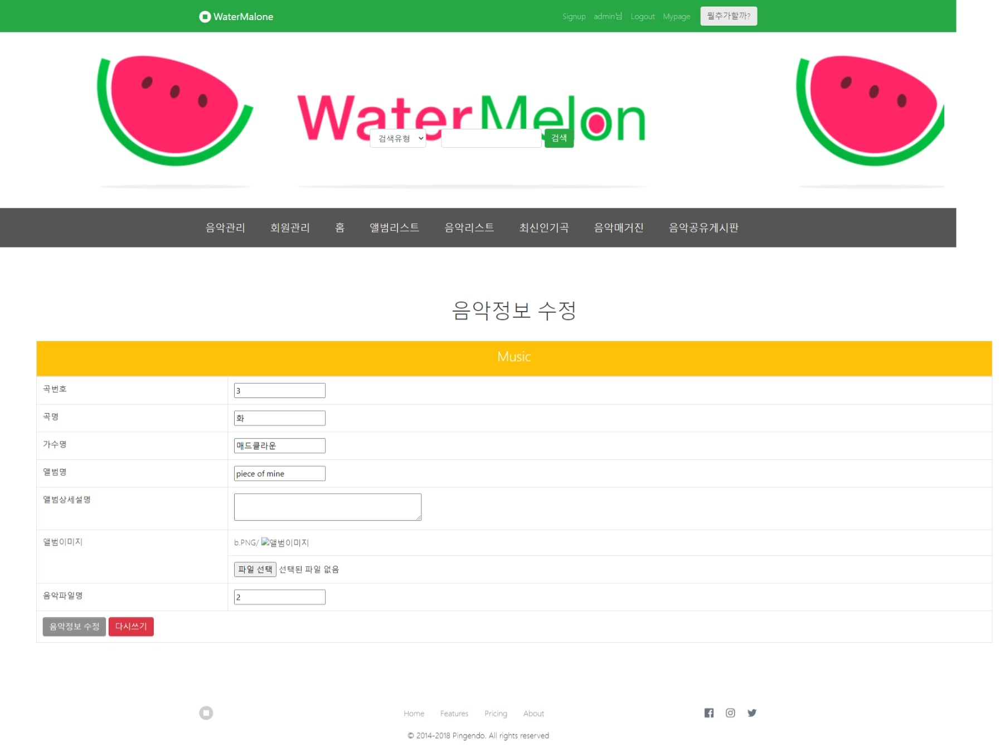 WaterMalone
Signup admin님 Logout Mypage 뭘추가할까?
WaterMelon
검색유형 검색
음악관리 회원관리 홈 앨범리스트 음악리스트 최신인기곡 음악매거진 음악공유게시판
음악정보 수정
Music
곡번호 3
곡명 화
가수명 매드클라운
앨범명 piece of mine
앨범상세설명
앨범이미지 b.PNG/ 앨범이미지
파일 선택 선택된 파일 없음
음악파일명 2
음악정보 수정 다시쓰기
Home Features Pricing About
© 2014-2018 Pingendo. All rights reserved